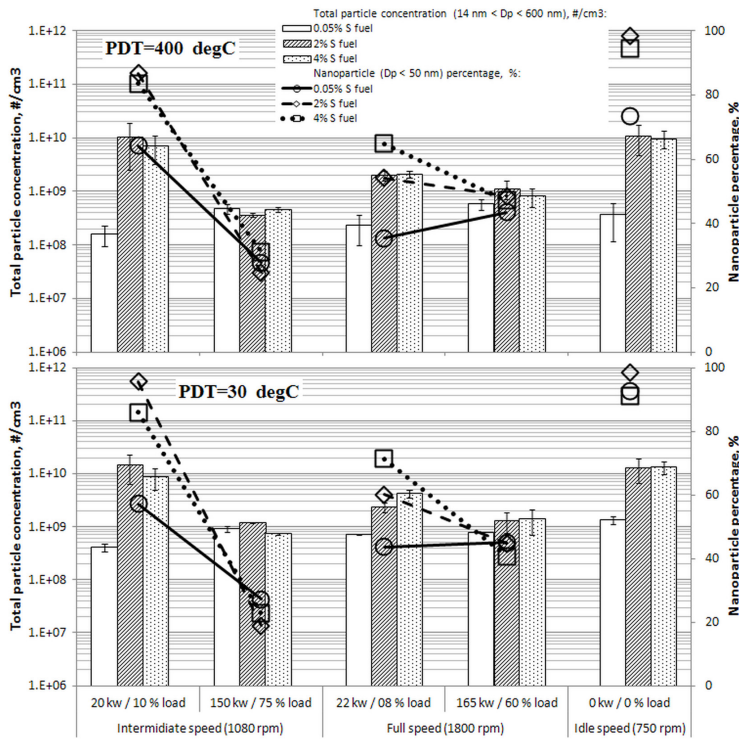 Total particle concentration (14 nm < Dp < 600 nm), #/cm3:
0.05% S fuel
2% S fuel
4% S fuel
Nanoparticle (Dp < 50 nm) percentage, %:
0.05% S fuel
2% S fuel
4% S fuel
PDT=400 degC
Total particle concentration, #/cm3
1.E+12
1.E+11
1.E+10
1.E+09
1.E+08
1.E+07
1.E+06
100
80
60
40
20
0
Nanoparticle percentage, %
PDT=30 degC
Total particle concentration, #/cm3
1.E+12
1.E+11
1.E+10
1.E+09
1.E+08
1.E+07
1.E+06
100
80
60
40
20
0
Nanoparticle percentage, %
20 kw / 10 % load 150 kw / 75 % load 22 kw / 08 % load 165 kw / 60 % load 0 kw / 0 % load
Intermidiate speed (1080 rpm) Full speed (1800 rpm) Idle speed (750 rpm)